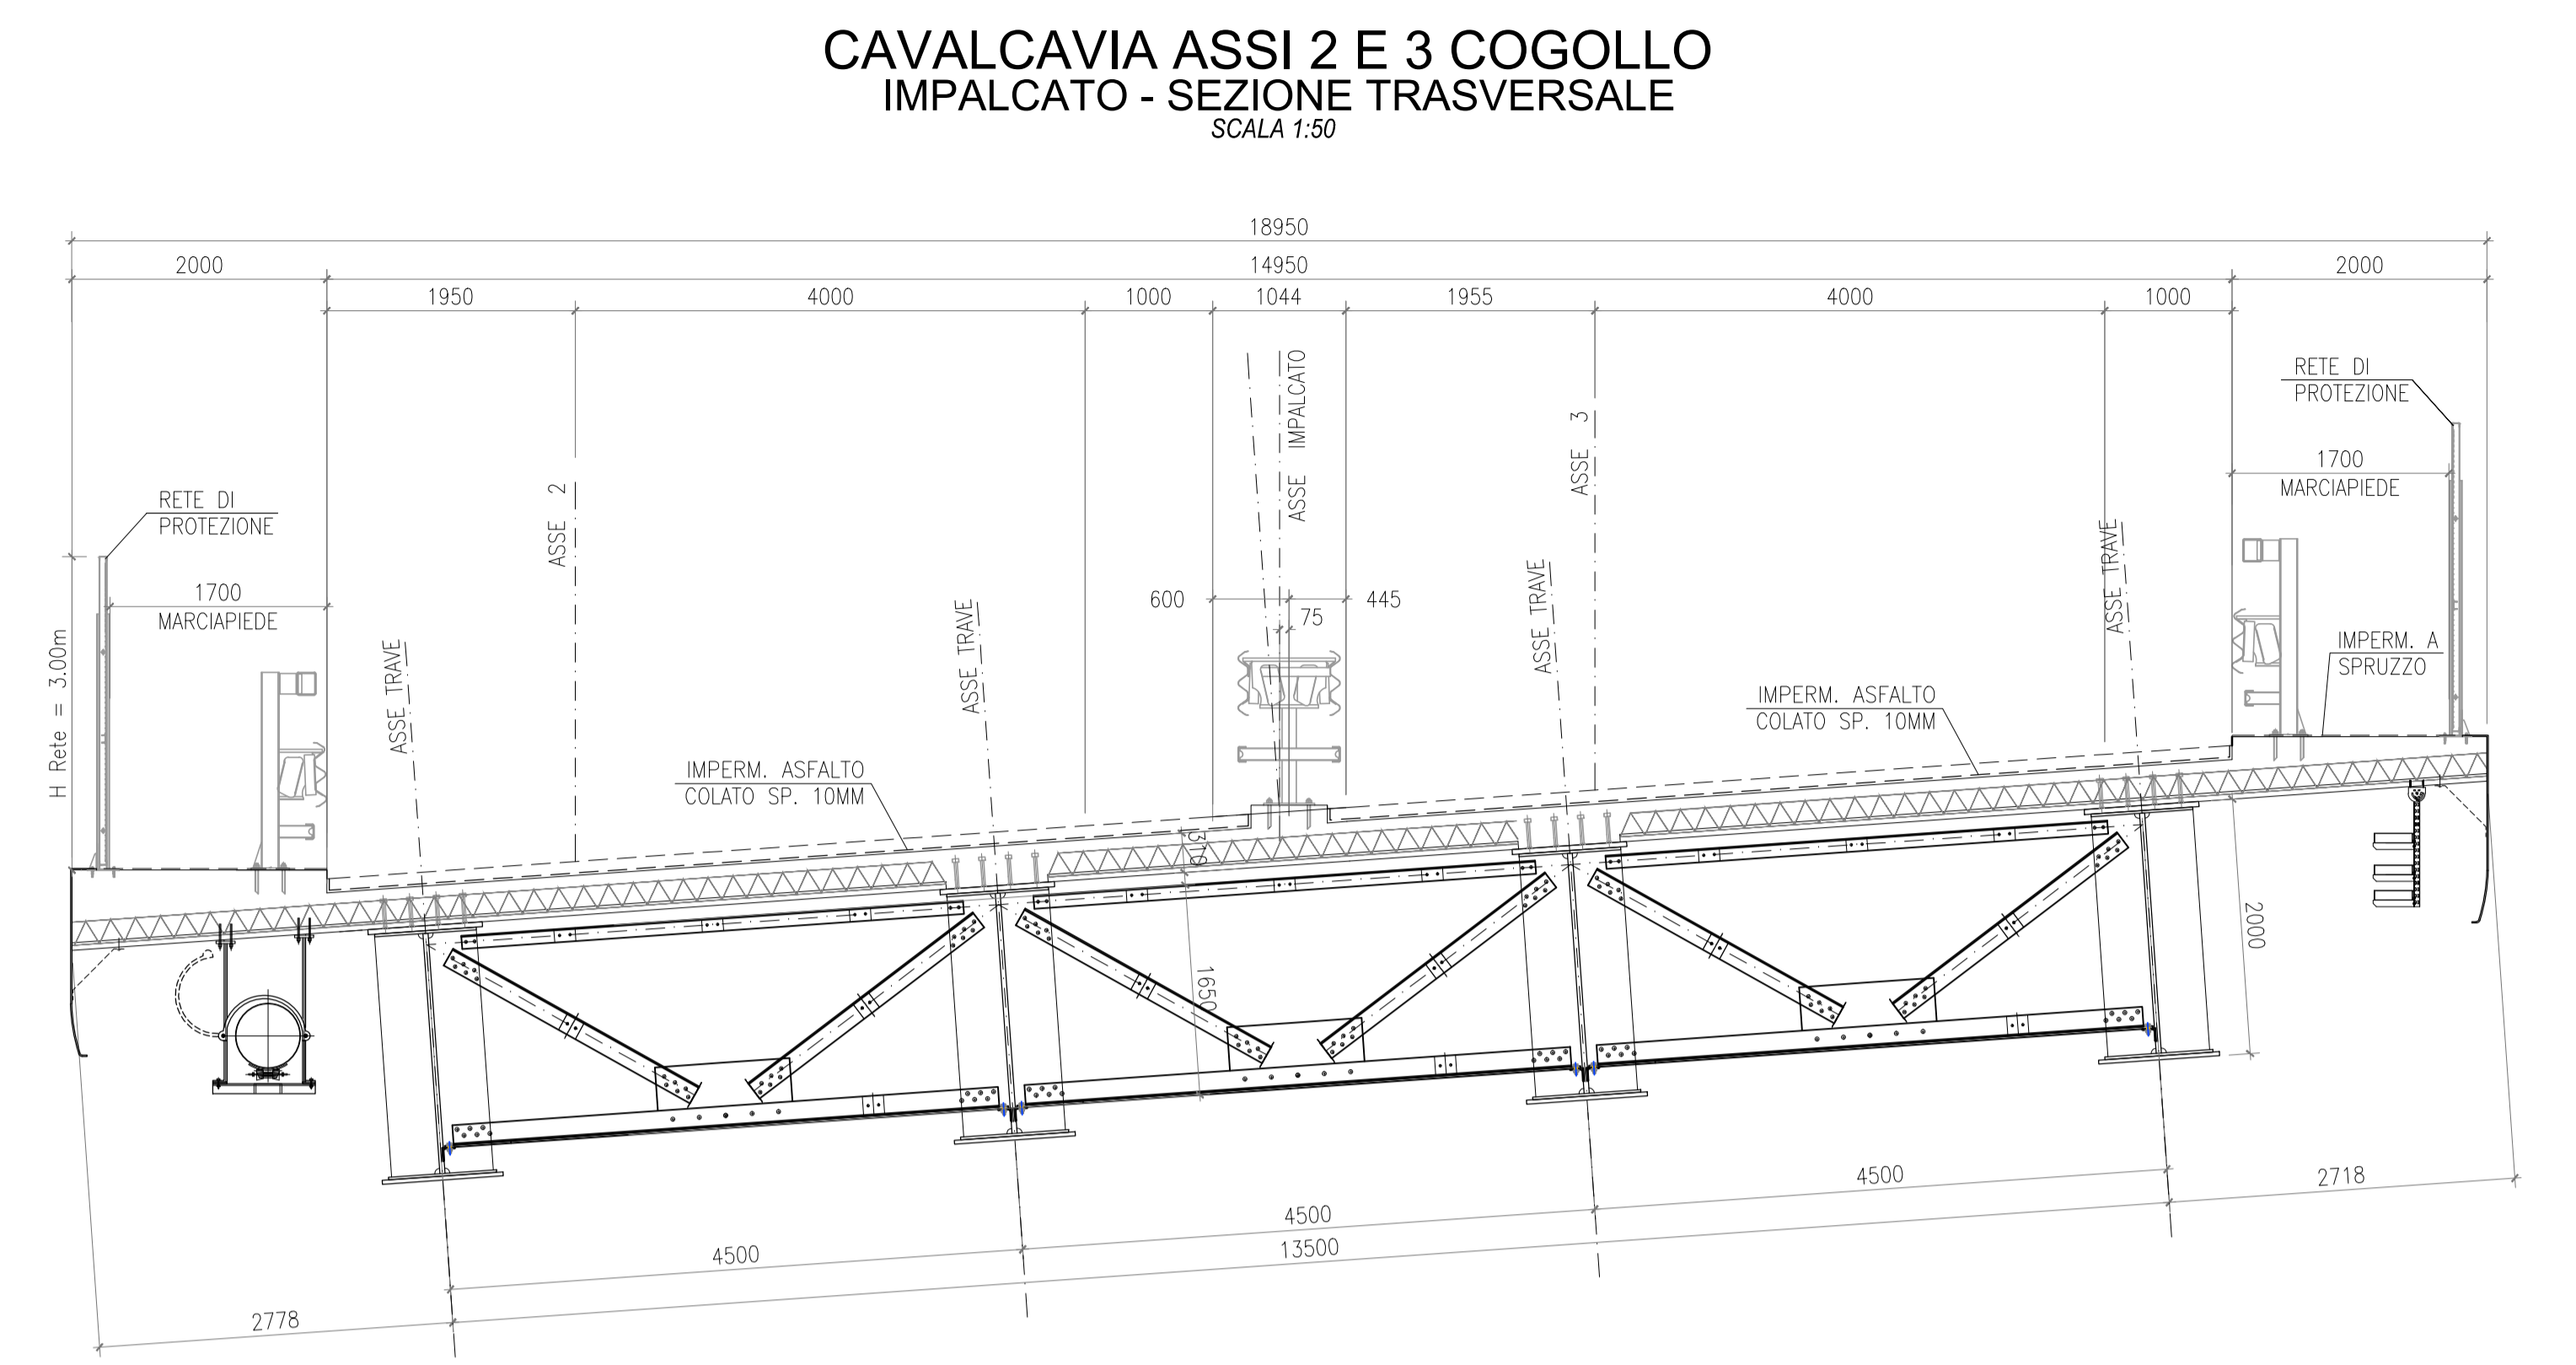 CAVALCAVIA ASSI 2 E 3 COGOLLO
IMPALCATO - SEZIONE TRASVERSALE
SCALA 1:50
18950
2000
14950
2000
1950
4000
1000
1044
1955
4000
1000
RETE DI
PROTEZIONE
1700
MARCIAPIEDE
H Rete = 3.00m
ASSE TRAVE
ASSE 2
ASSE TRAVE
ASSE IMPALCATO
600
75
445
ASSE TRAVE
ASSE 3
ASSE TRAVE
RETE DI
PROTEZIONE
1700
MARCIAPIEDE
IMPERM. A
SPRUZZO
IMPERM. ASFALTO
COLATO SP. 10MM
IMPERM. ASFALTO
COLATO SP. 10MM
310
1650
2000
2778
4500
4500
4500
13500
2718